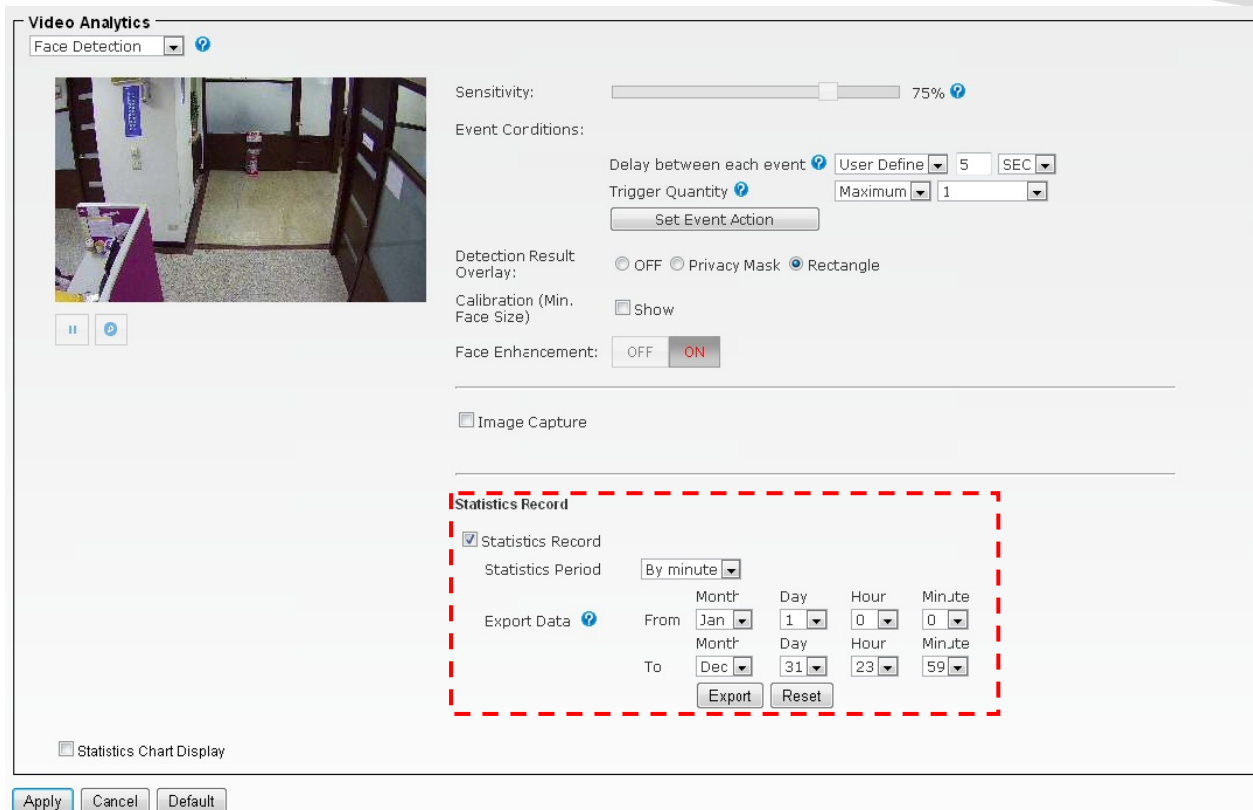 Video Analytics
Face Detection
Sensitivity: 75%
Event Conditions:
Delay between each event User Define 5 SEC
Trigger Quantity Maximum 1
Set Event Action
Detection Result
Overlay:
OFF Privacy Mask Rectangle
Calibration (Min.
Face Size)
Show
Face Enhancement: OFF ON
Image Capture
Statistics Record
Statistics Record
Statistics Period By minute
Month Day Hour Minute
Export Data From Jan 1 0 0
Month Day Hour Minute
To Dec 31 23 59
Export Reset
Statistics Chart Display
Apply Cancel Default